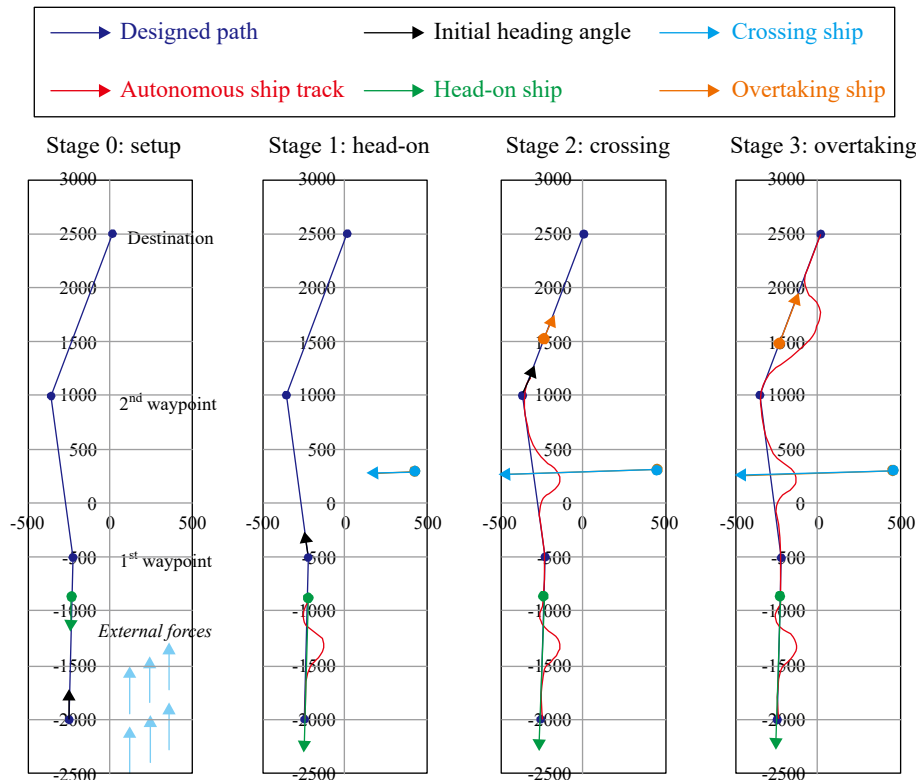 Designed path Initial heading angle Crossing ship
Autonomous ship track Head-on ship Overtaking ship
Stage 0: setup Stage 1: head-on Stage 2: crossing Stage 3: overtaking
3000 3000 3000 3000
2500 Destination 2500 2500 2500
2000 2000 2000 2000
1500 1500 1500 1500
1000 2nd waypoint 1000 1000 1000
500 500 500 500
0 0 0 0
-500 0 500 -500 0 500 -500 0 500 -500 0 500
-500 1st waypoint -500 -500 -500
-1000 -1000 -1000 -1000
External forces
-1500 -1500 -1500 -1500
-2000 -2000 -2000 -2000
-2500 -2500 -2500 -2500